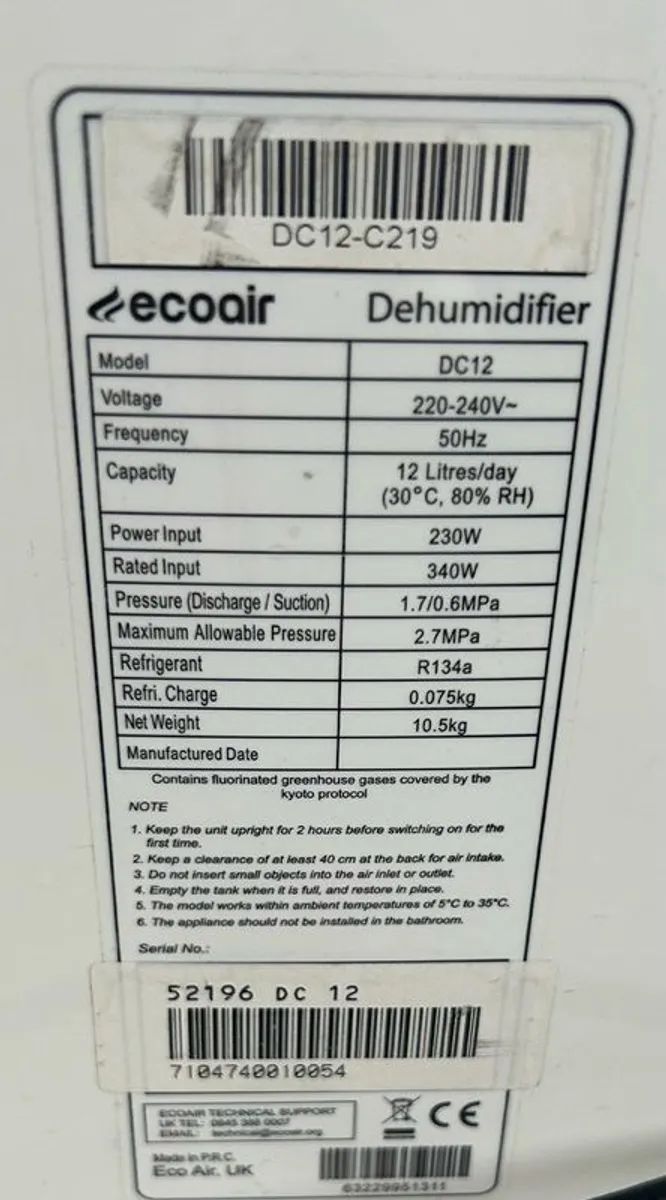 DC12-C219
ecoair Dehumidifier
Model DC12
Voltage 220-240V~
Frequency 50Hz
Capacity 12 Litres/day
(30°C, 80% RH)
Power Input 230W
Rated Input 340W
Pressure (Discharge / Suction) 1.7/0.6MPa
Maximum Allowable Pressure 2.7MPa
Refrigerant R134a
Refri. Charge 0.075kg
Net Weight 10.5kg
Manufactured Date
Contains fluorinated greenhouse gases covered by the
kyoto protocol
NOTE
1. Keep the unit upright for 2 hours before switching on for the
first time.
2. Keep a clearance of at least 40 cm at the back for air intake.
3. Do not insert small objects into the air inlet or outlet.
4. Empty the tank when it is full, and restore in place.
5. The model works within ambient temperatures of 5°C to 35°C.
6. The appliance should not be installed in the bathroom.
Serial No.:
52196 DC 12
7104740010054
ECOAIR TECHNICAL SUPPORT
UK TEL:
EMAIL: technical@ecoair.org
CE
Made in P.R.C.
Eco Air. UK